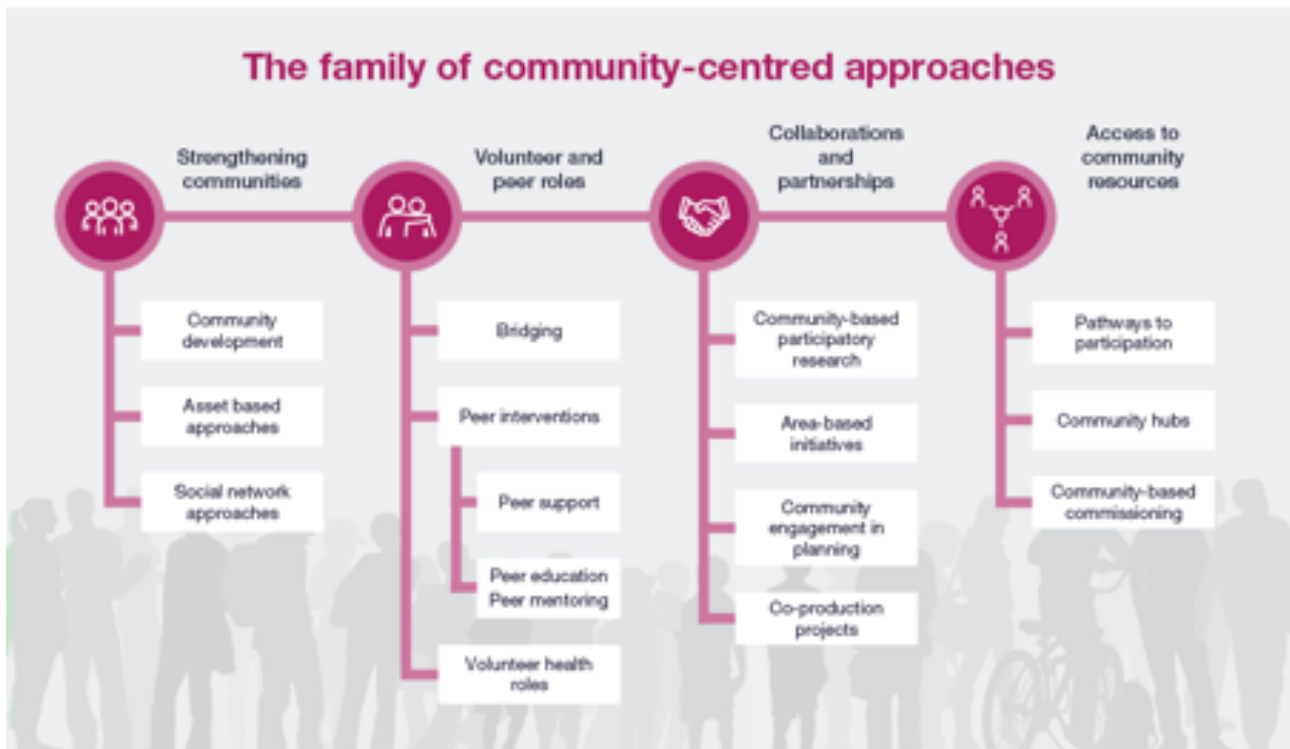 The family of community-centred approaches
Strengthening
communities
Community
development
Asset based
approaches
Social network
approaches
Volunteer and
peer roles
Bridging
Peer interventions
Peer support
Peer education
Peer mentoring
Volunteer health
roles
Collaborations
and
partnerships
Community-based
participatory
research
Area-based
initiatives
Community
engagement in
planning
Co-production
projects
Access to
community
resources
Pathways to
participation
Community hubs
Community-based
commissioning